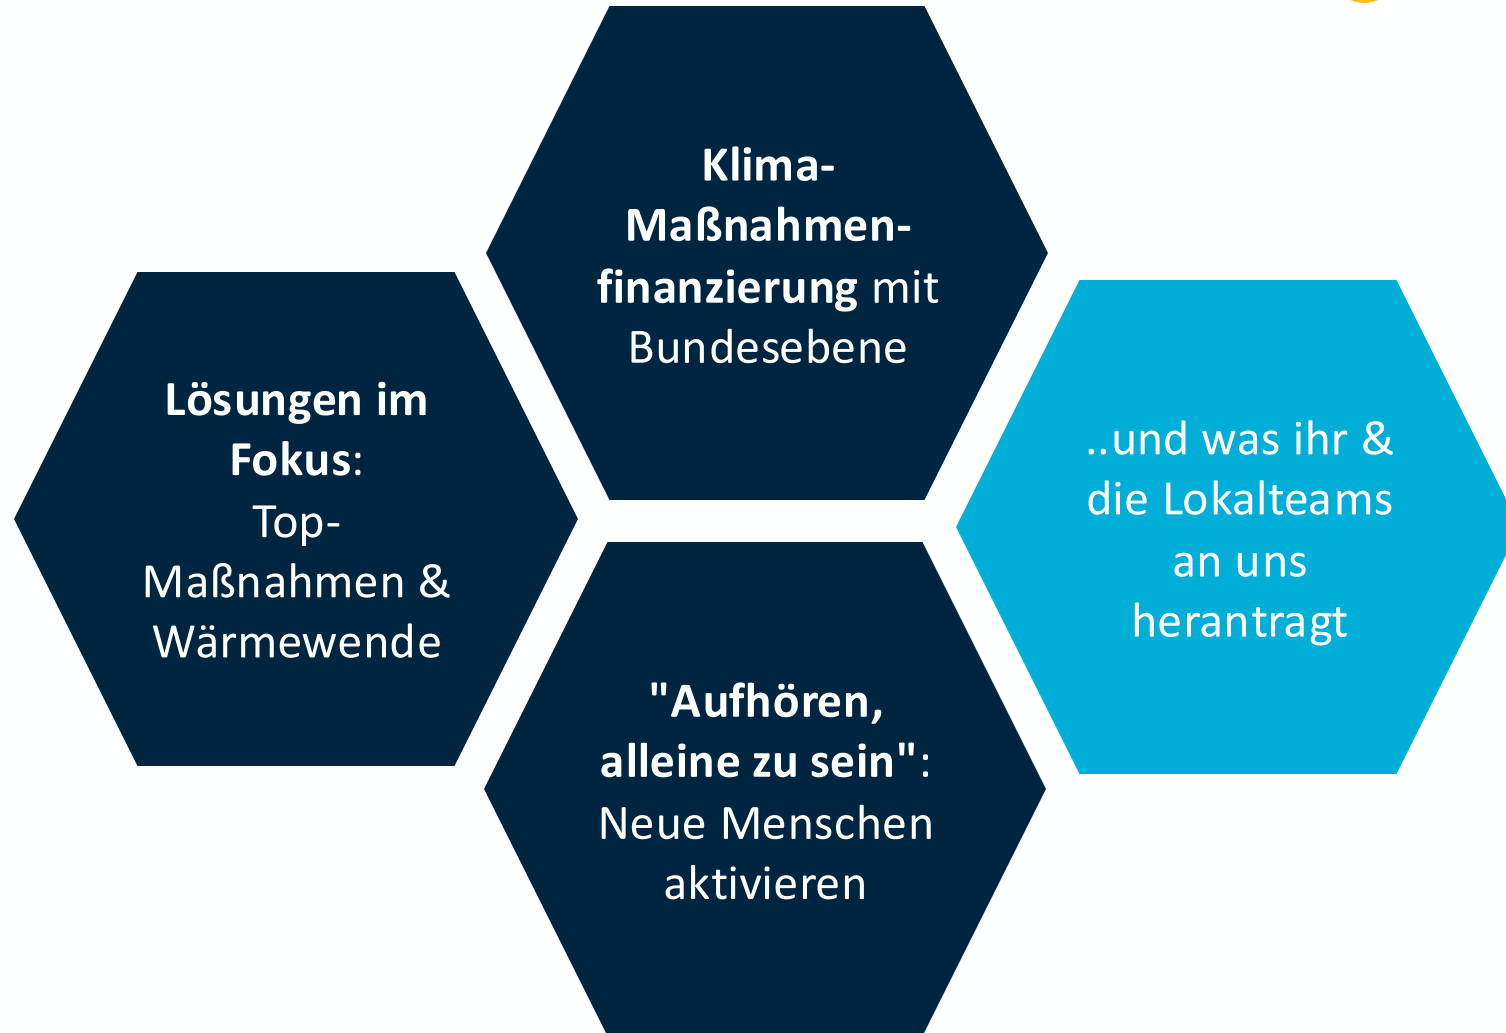 Klima-
Maßnahmen-
finanzierung mit
Bundesebene
Lösungen im
Fokus:
Top-
Maßnahmen &
Wärmewende
..und was ihr &
die Lokalteams
an uns
herantragt
"Aufhören,
alleine zu sein":
Neue Menschen
aktivieren